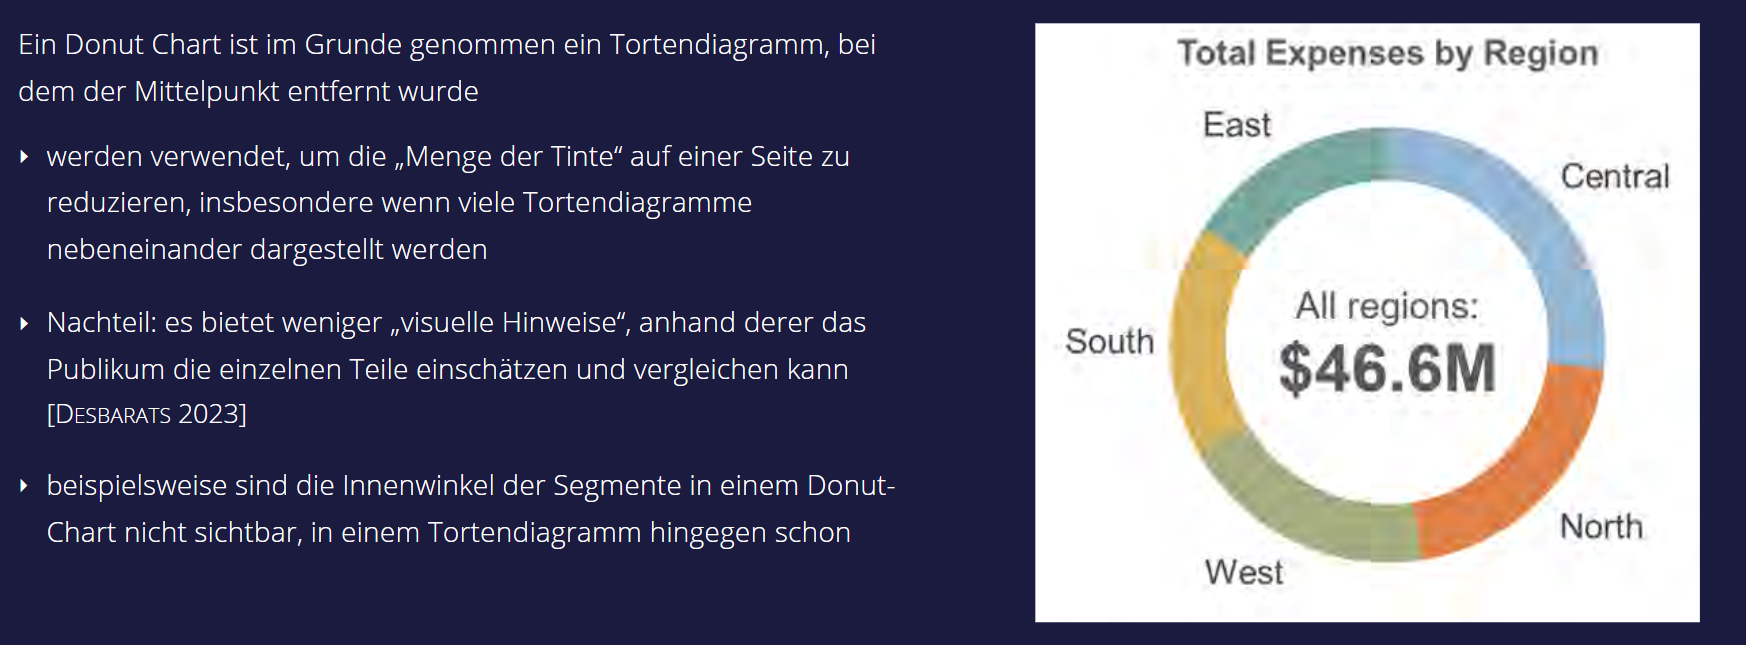 Ein Donut Chart ist im Grunde genommen ein Tortendiagramm, bei
dem der Mittelpunkt entfernt wurde
werden verwendet, um die „Menge der Tinte“ auf einer Seite zu
reduzieren, insbesondere wenn viele Tortendiagramme
nebeneinander dargestellt werden
Nachteil: es bietet weniger „visuelle Hinweise“, anhand derer das
Publikum die einzelnen Teile einschätzen und vergleichen kann
[DESBARATS 2023]
beispielsweise sind die Innenwinkel der Segmente in einem Donut-
Chart nicht sichtbar, in einem Tortendiagramm hingegen schon
Total Expenses by Region
East
Central
All regions:
South
$46.6M
North
West